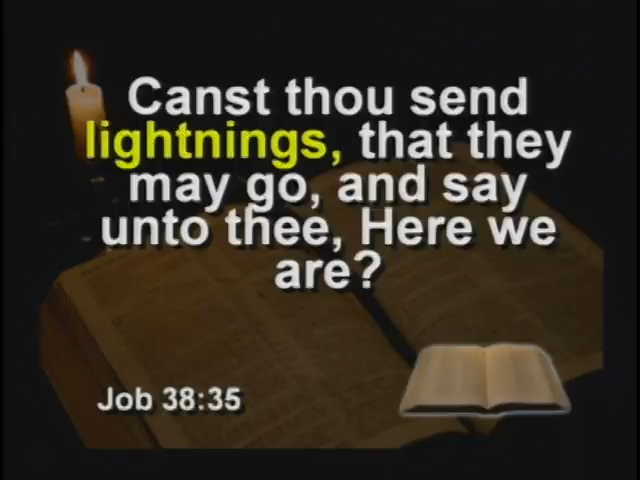 Canst thou send
lightnings, that they
may go, and say
unto thee, Here we
are?
Job 38:35